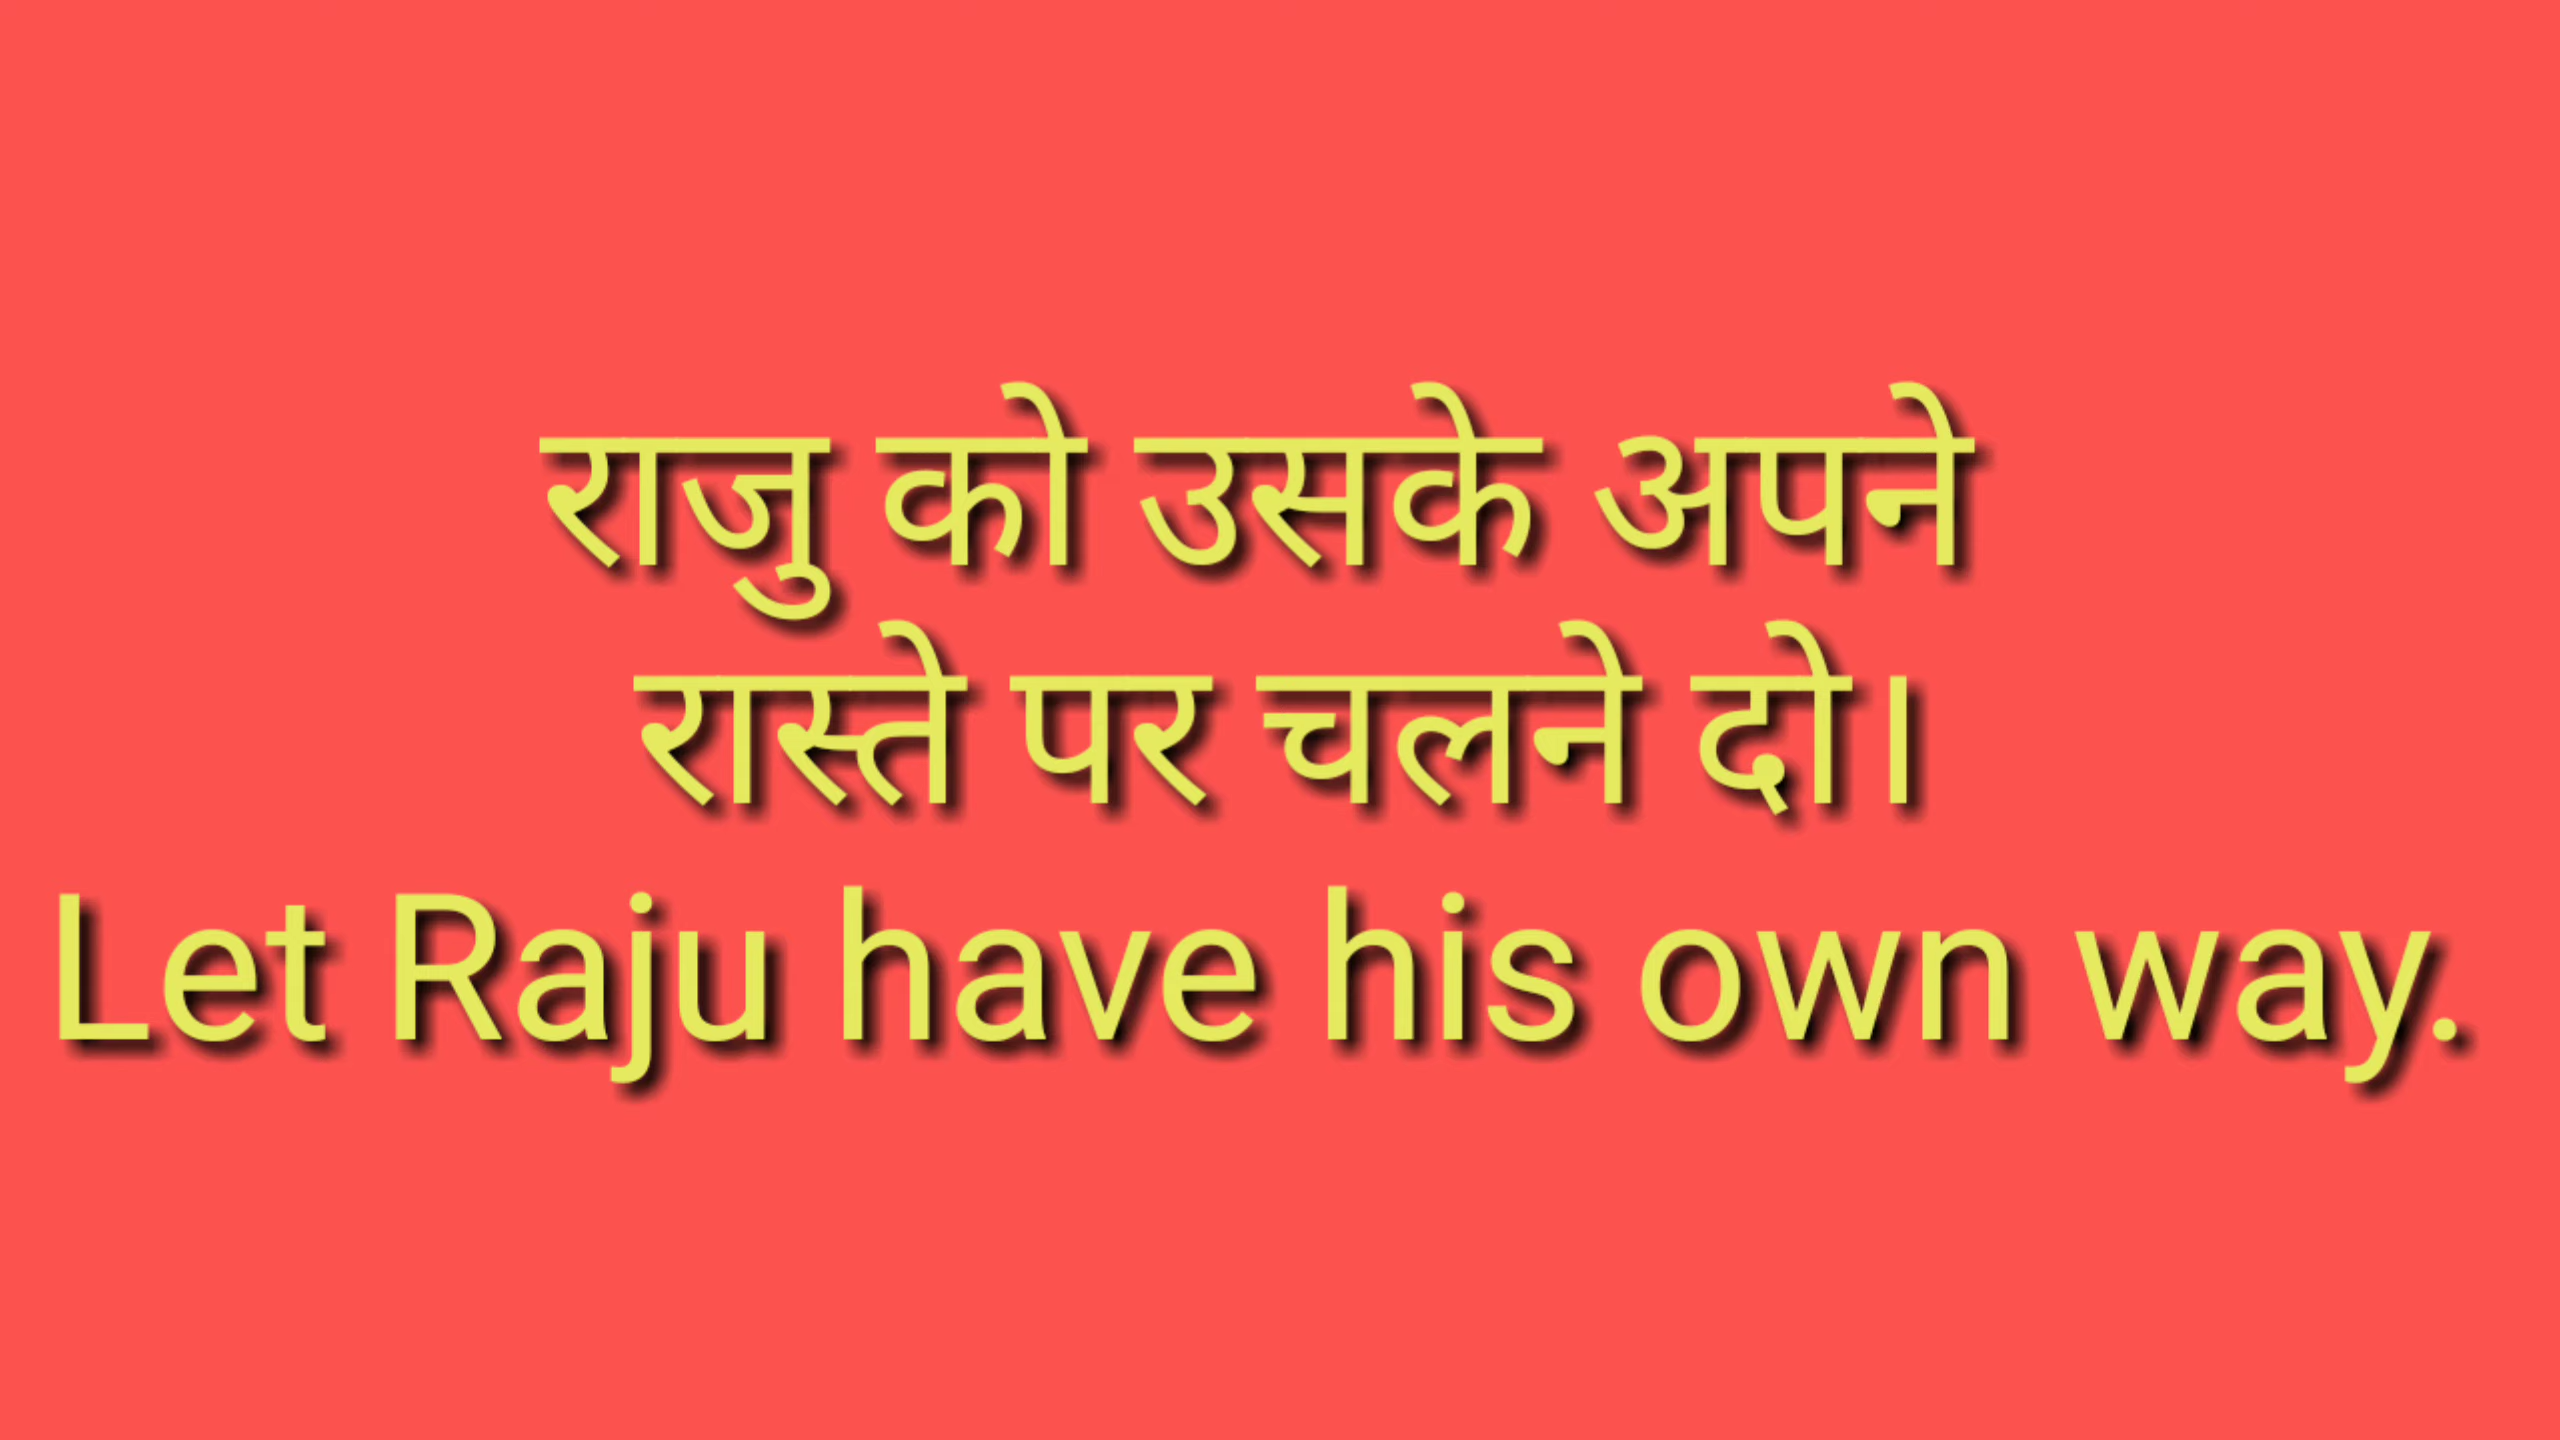 राजु को उसके अपने
रास्ते पर चलने दो।
Let Raju have his own way.